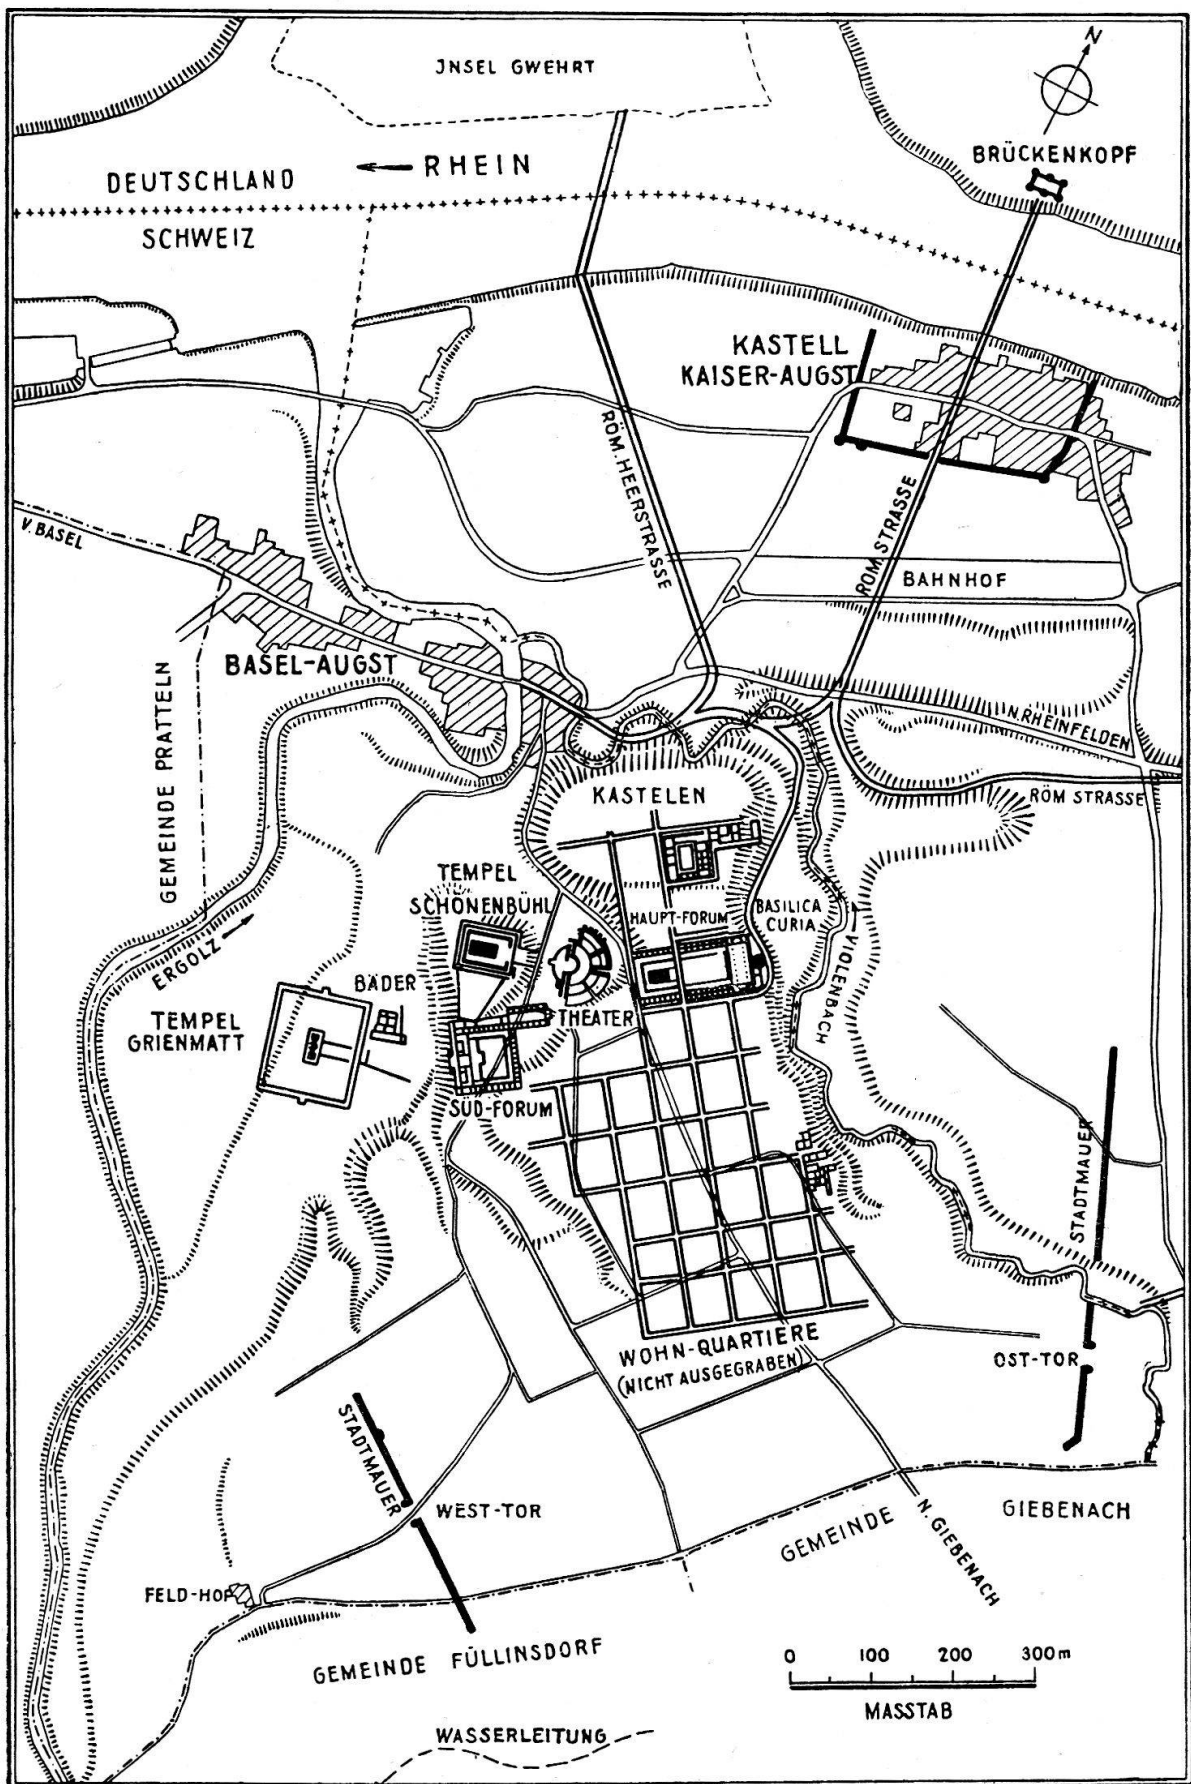 JNSEL GWEHRT
N
BRÜCKENKOPF
← RHEIN
DEUTSCHLAND
SCHWEIZ
KASTELL
KAISER-AUGST
RÖM. HEERSTRASSE
RÖM. STRASSE
BAHNHOF
V. BASEL
BASEL-AUGST
GEMEINDE PRATTELN
N. RHEINFELDEN
RÖM STRASSE
KASTELEN
TEMPEL
SCHÖNENBÜHL
HAUPT-FORUM
BASILICA
CURIA
VIOLENBACH
ERGOLZ →
BÄDER
TEMPEL
GRIENMATT
THEATER
SÜD-FORUM
STADTMAUER
WOHN-QUARTIERE
(NICHT AUSGEGRABEN)
OST-TOR
STADTMAUER
WEST-TOR
GEMEINDE
GIEBENACH
N. GIEBENACH
FELD-HOF
GEMEINDE FÜLLINSDORF
0 100 200 300m
MASSTAB
WASSERLEITUNG